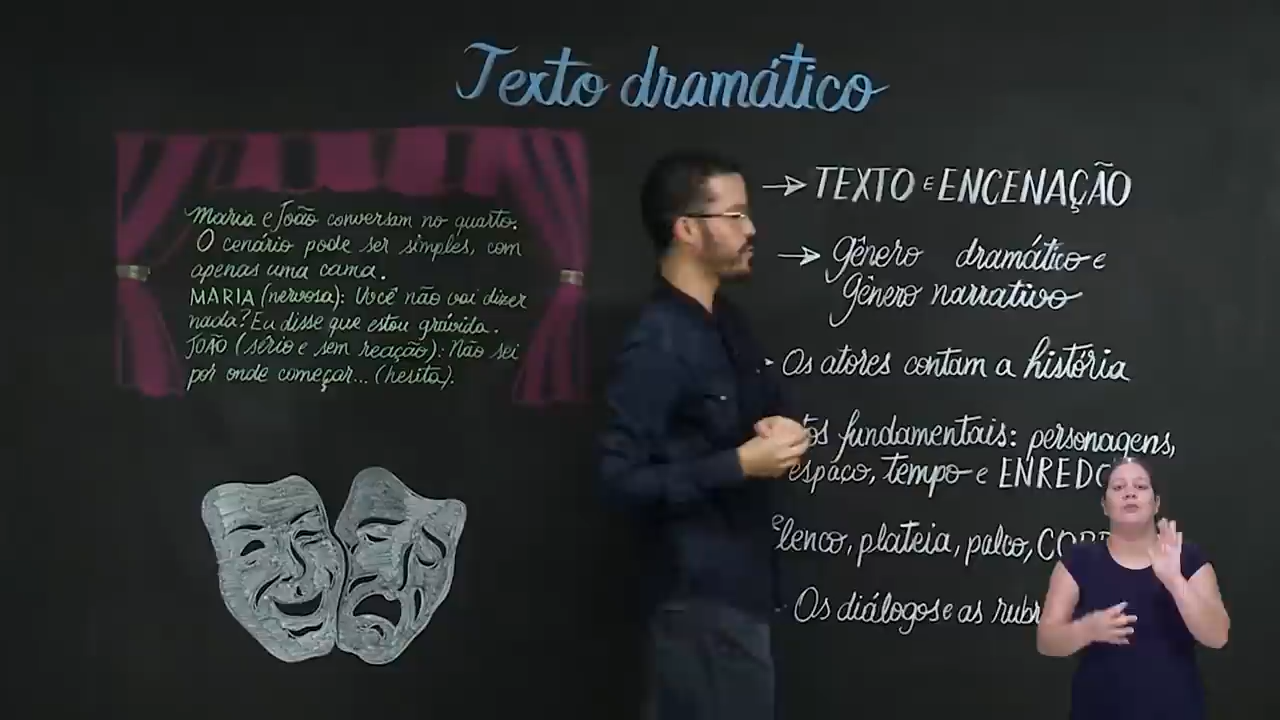 Texto dramático
Maria e João conversam no quarto.
O cenário pode ser simples, com
apenas uma cama.
MARIA (nervosa): Você não vai dizer
nada? Eu disse que estou grávida.
JOÃO (sério e sem reação): Não sei
por onde começar... (hesita).
→ TEXTO E ENCENAÇÃO
→ Gênero dramático e
Gênero narrativo
Os atores contam a história
fundamentais: personagens,
espaço, tempo e ENREDO
Elenco, plateia, palco,
Os diálogos e as